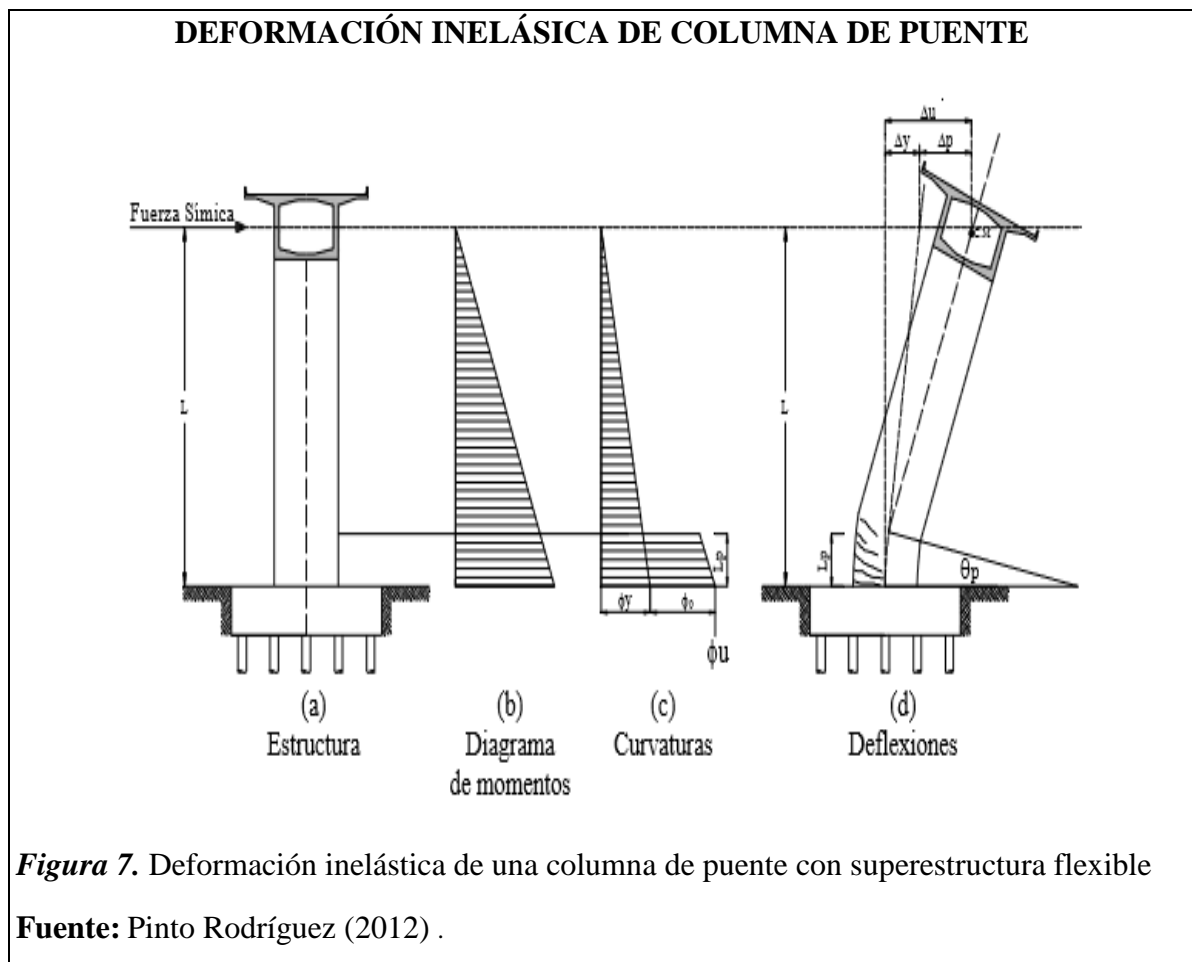 DEFORMACIÓN INELÁSICA DE COLUMNA DE PUENTE
Δu
Δy Δp
Fuerza Símica
L
L
Lp
Lp
θp
ϕy
ϕu
(a)
Estructura
(b)
Diagrama
de momentos
(c)
Curvaturas
(d)
Deflexiones
Figura 7. Deformación inelástica de una columna de puente con superestructura flexible
Fuente: Pinto Rodríguez (2012) .